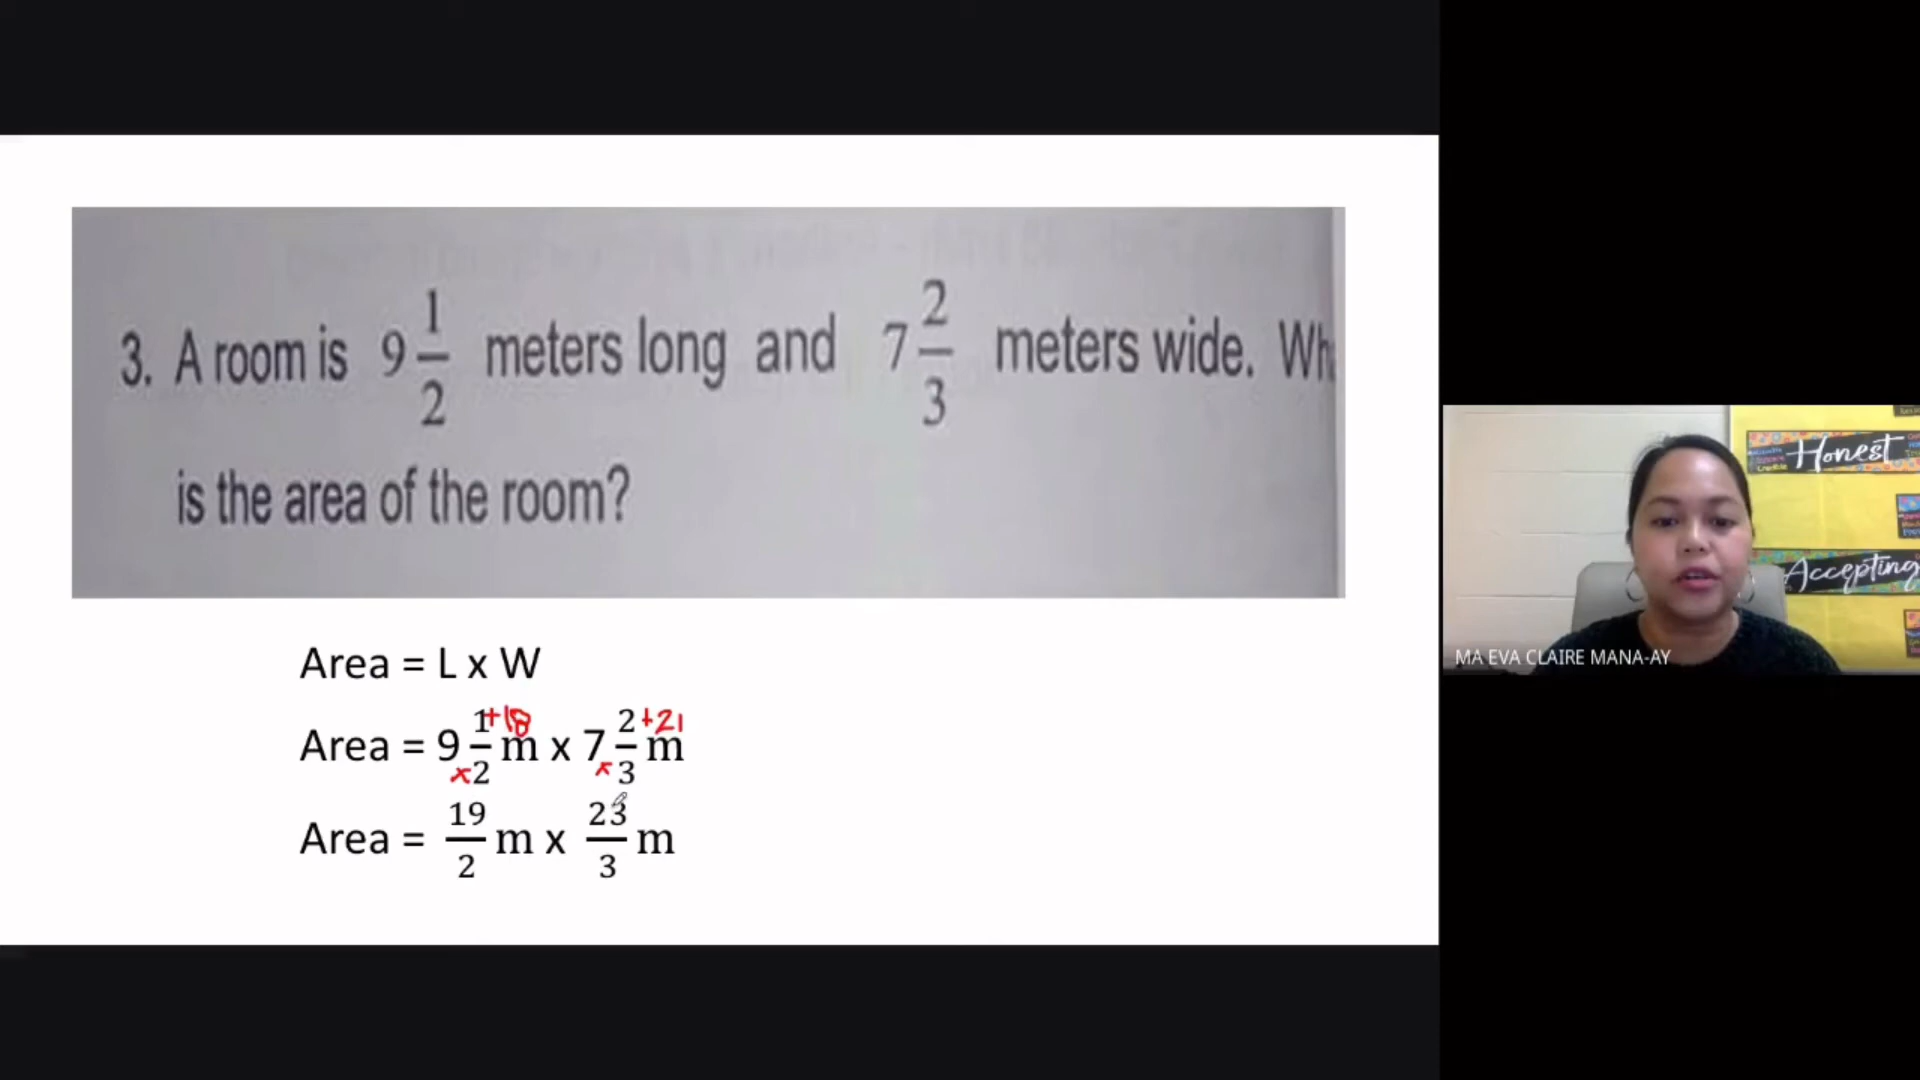 3. A room is 9 1/2 meters long and 7 2/3 meters wide. Wh
is the area of the room?
Area = L x W
Area = 9 1/2 m x 7 2/3 m
+18 +21
x x
Area = 19/2 m x 23/3 m
Honest
Accepting
MA EVA CLAIRE MANA-AY